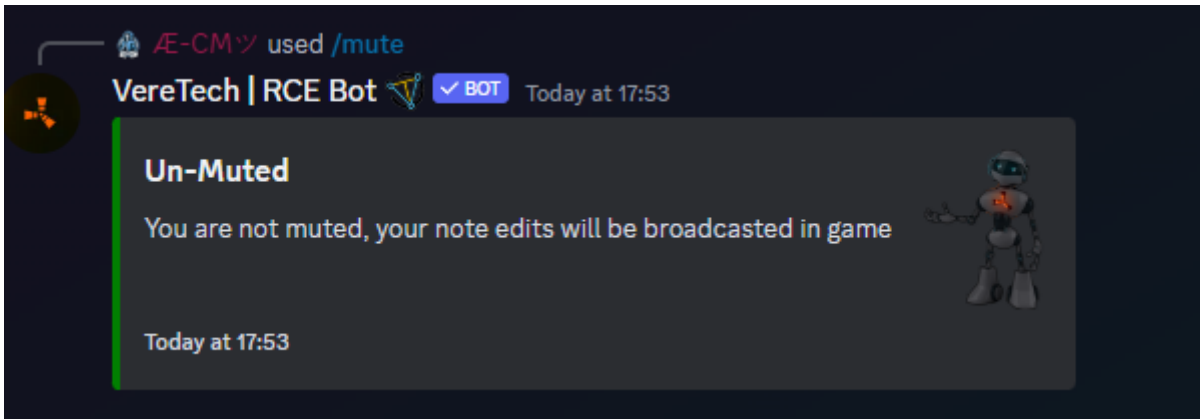 Æ-CMツ used /mute
VereTech | RCE Bot ✓ BOT Today at 17:53
Un-Muted
You are not muted, your note edits will be broadcasted in game
Today at 17:53